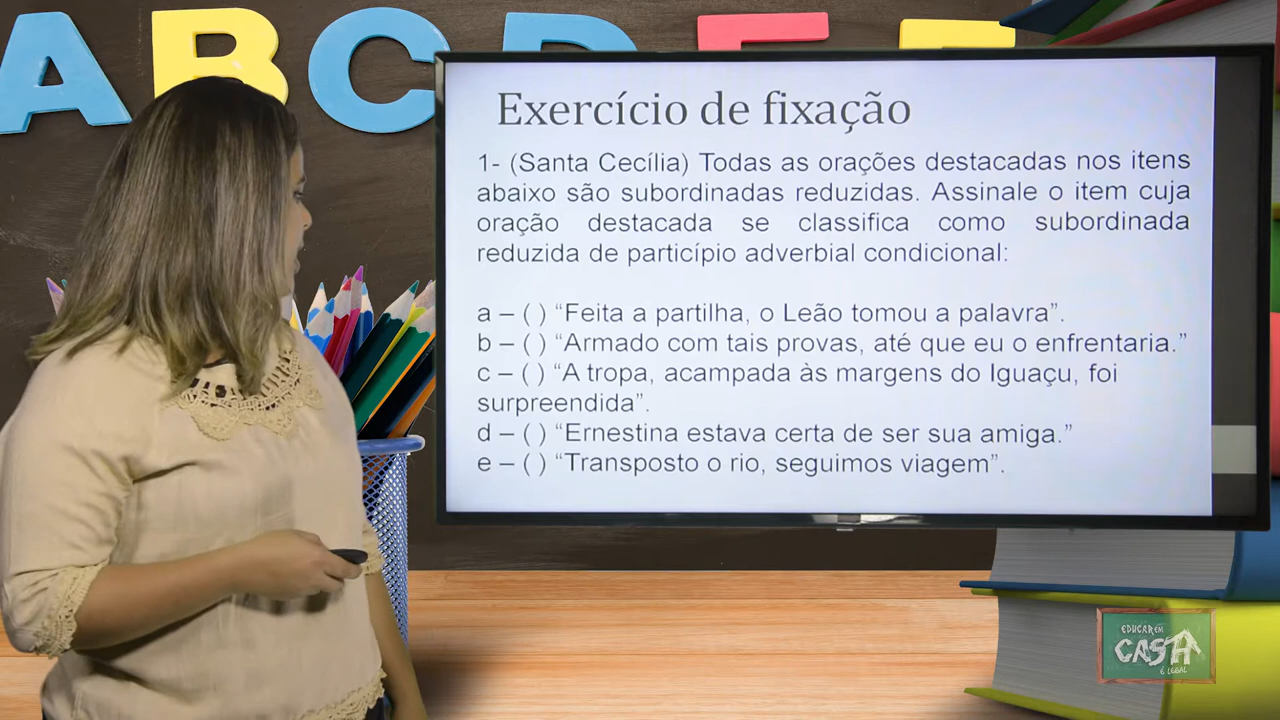 ABC
Exercício de fixação
1- (Santa Cecília) Todas as orações destacadas nos itens
abaixo são subordinadas reduzidas. Assinale o item cuja
oração destacada se classifica como subordinada
reduzida de particípio adverbial condicional:
a – ( ) “Feita a partilha, o Leão tomou a palavra”.
b – ( ) “Armado com tais provas, até que eu o enfrentaria.”
c – ( ) “A tropa, acampada às margens do Iguaçu, foi
surpreendida”.
d – ( ) “Ernestina estava certa de ser sua amiga.”
e – ( ) “Transposto o rio, seguimos viagem”.
EDUCAR EM
CASA
É LEGAL